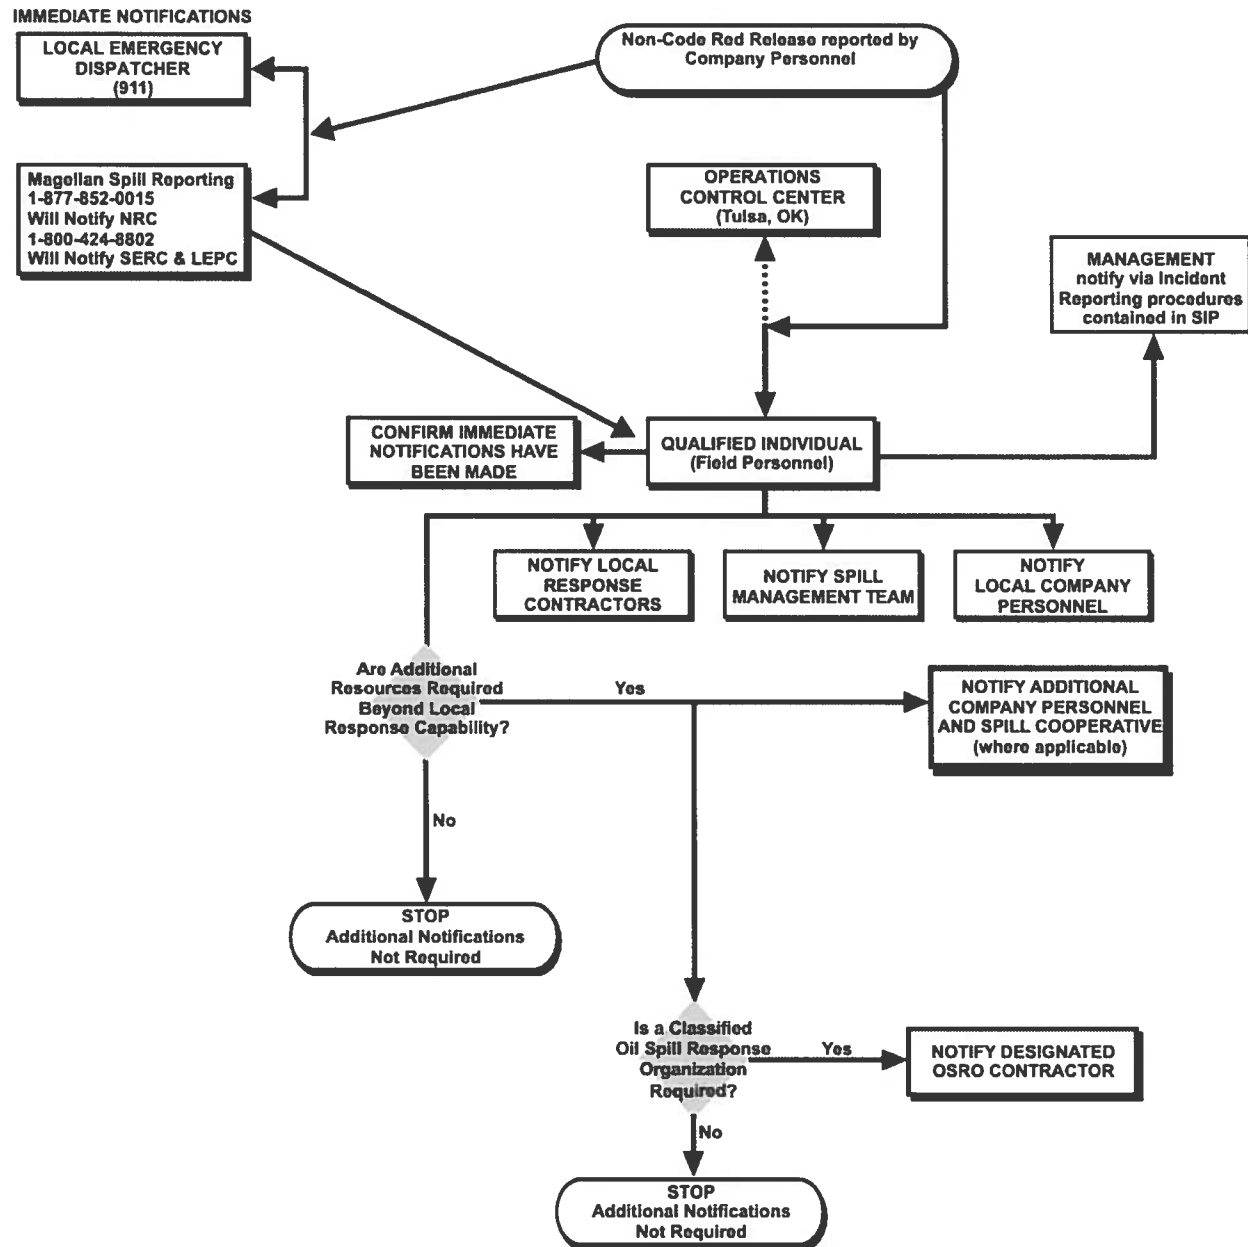 IMMEDIATE NOTIFICATIONS
LOCAL EMERGENCY
DISPATCHER
(911)
Non-Code Red Release reported by
Company Personnel
Magellan Spill Reporting
1-877-852-0015
Will Notify NRC
1-800-424-8802
Will Notify SERC & LEPC
OPERATIONS
CONTROL CENTER
(Tulsa, OK)
MANAGEMENT
notify via Incident
Reporting procedures
contained in SIP
CONFIRM IMMEDIATE
NOTIFICATIONS HAVE
BEEN MADE
QUALIFIED INDIVIDUAL
(Field Personnel)
NOTIFY LOCAL
RESPONSE
CONTRACTORS
NOTIFY SPILL
MANAGEMENT TEAM
NOTIFY
LOCAL COMPANY
PERSONNEL
Are Additional
Resources Required
Beyond Local
Response Capability?
Yes
NOTIFY ADDITIONAL
COMPANY PERSONNEL
AND SPILL COOPERATIVE
(where applicable)
No
STOP
Additional Notifications
Not Required
Is a Classified
Oil Spill Response
Organization
Required?
Yes
NOTIFY DESIGNATED
OSRO CONTRACTOR
No
STOP
Additional Notifications
Not Required